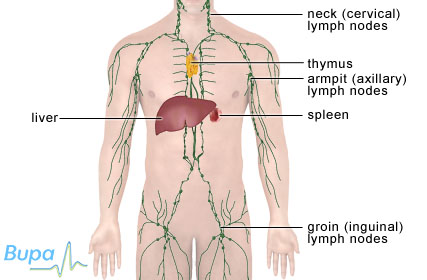 neck (cervical)
lymph nodes
thymus
armpit (axillary)
lymph nodes
liver
spleen
groin (inguinal)
lymph nodes
Bupa